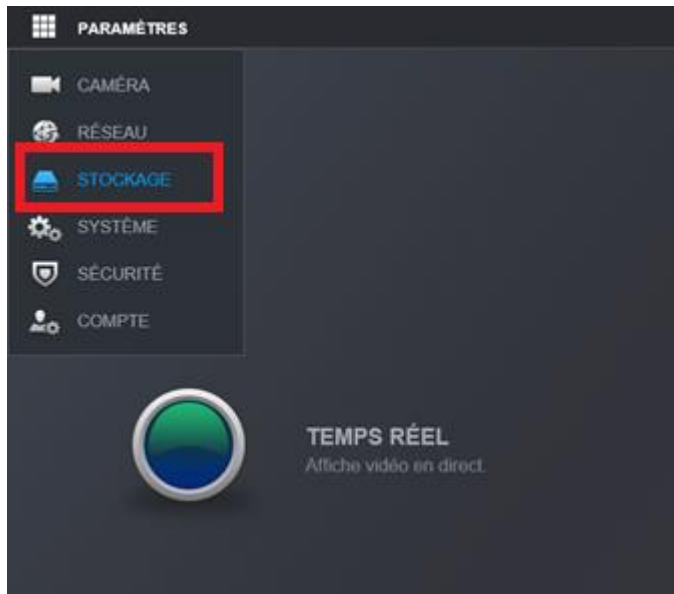 PARAMÈTRES
CAMÉRA
RÉSEAU
STOCKAGE
SYSTÈME
SÉCURITÉ
COMPTE
TEMPS RÉEL
Affiche vidéo en direct.